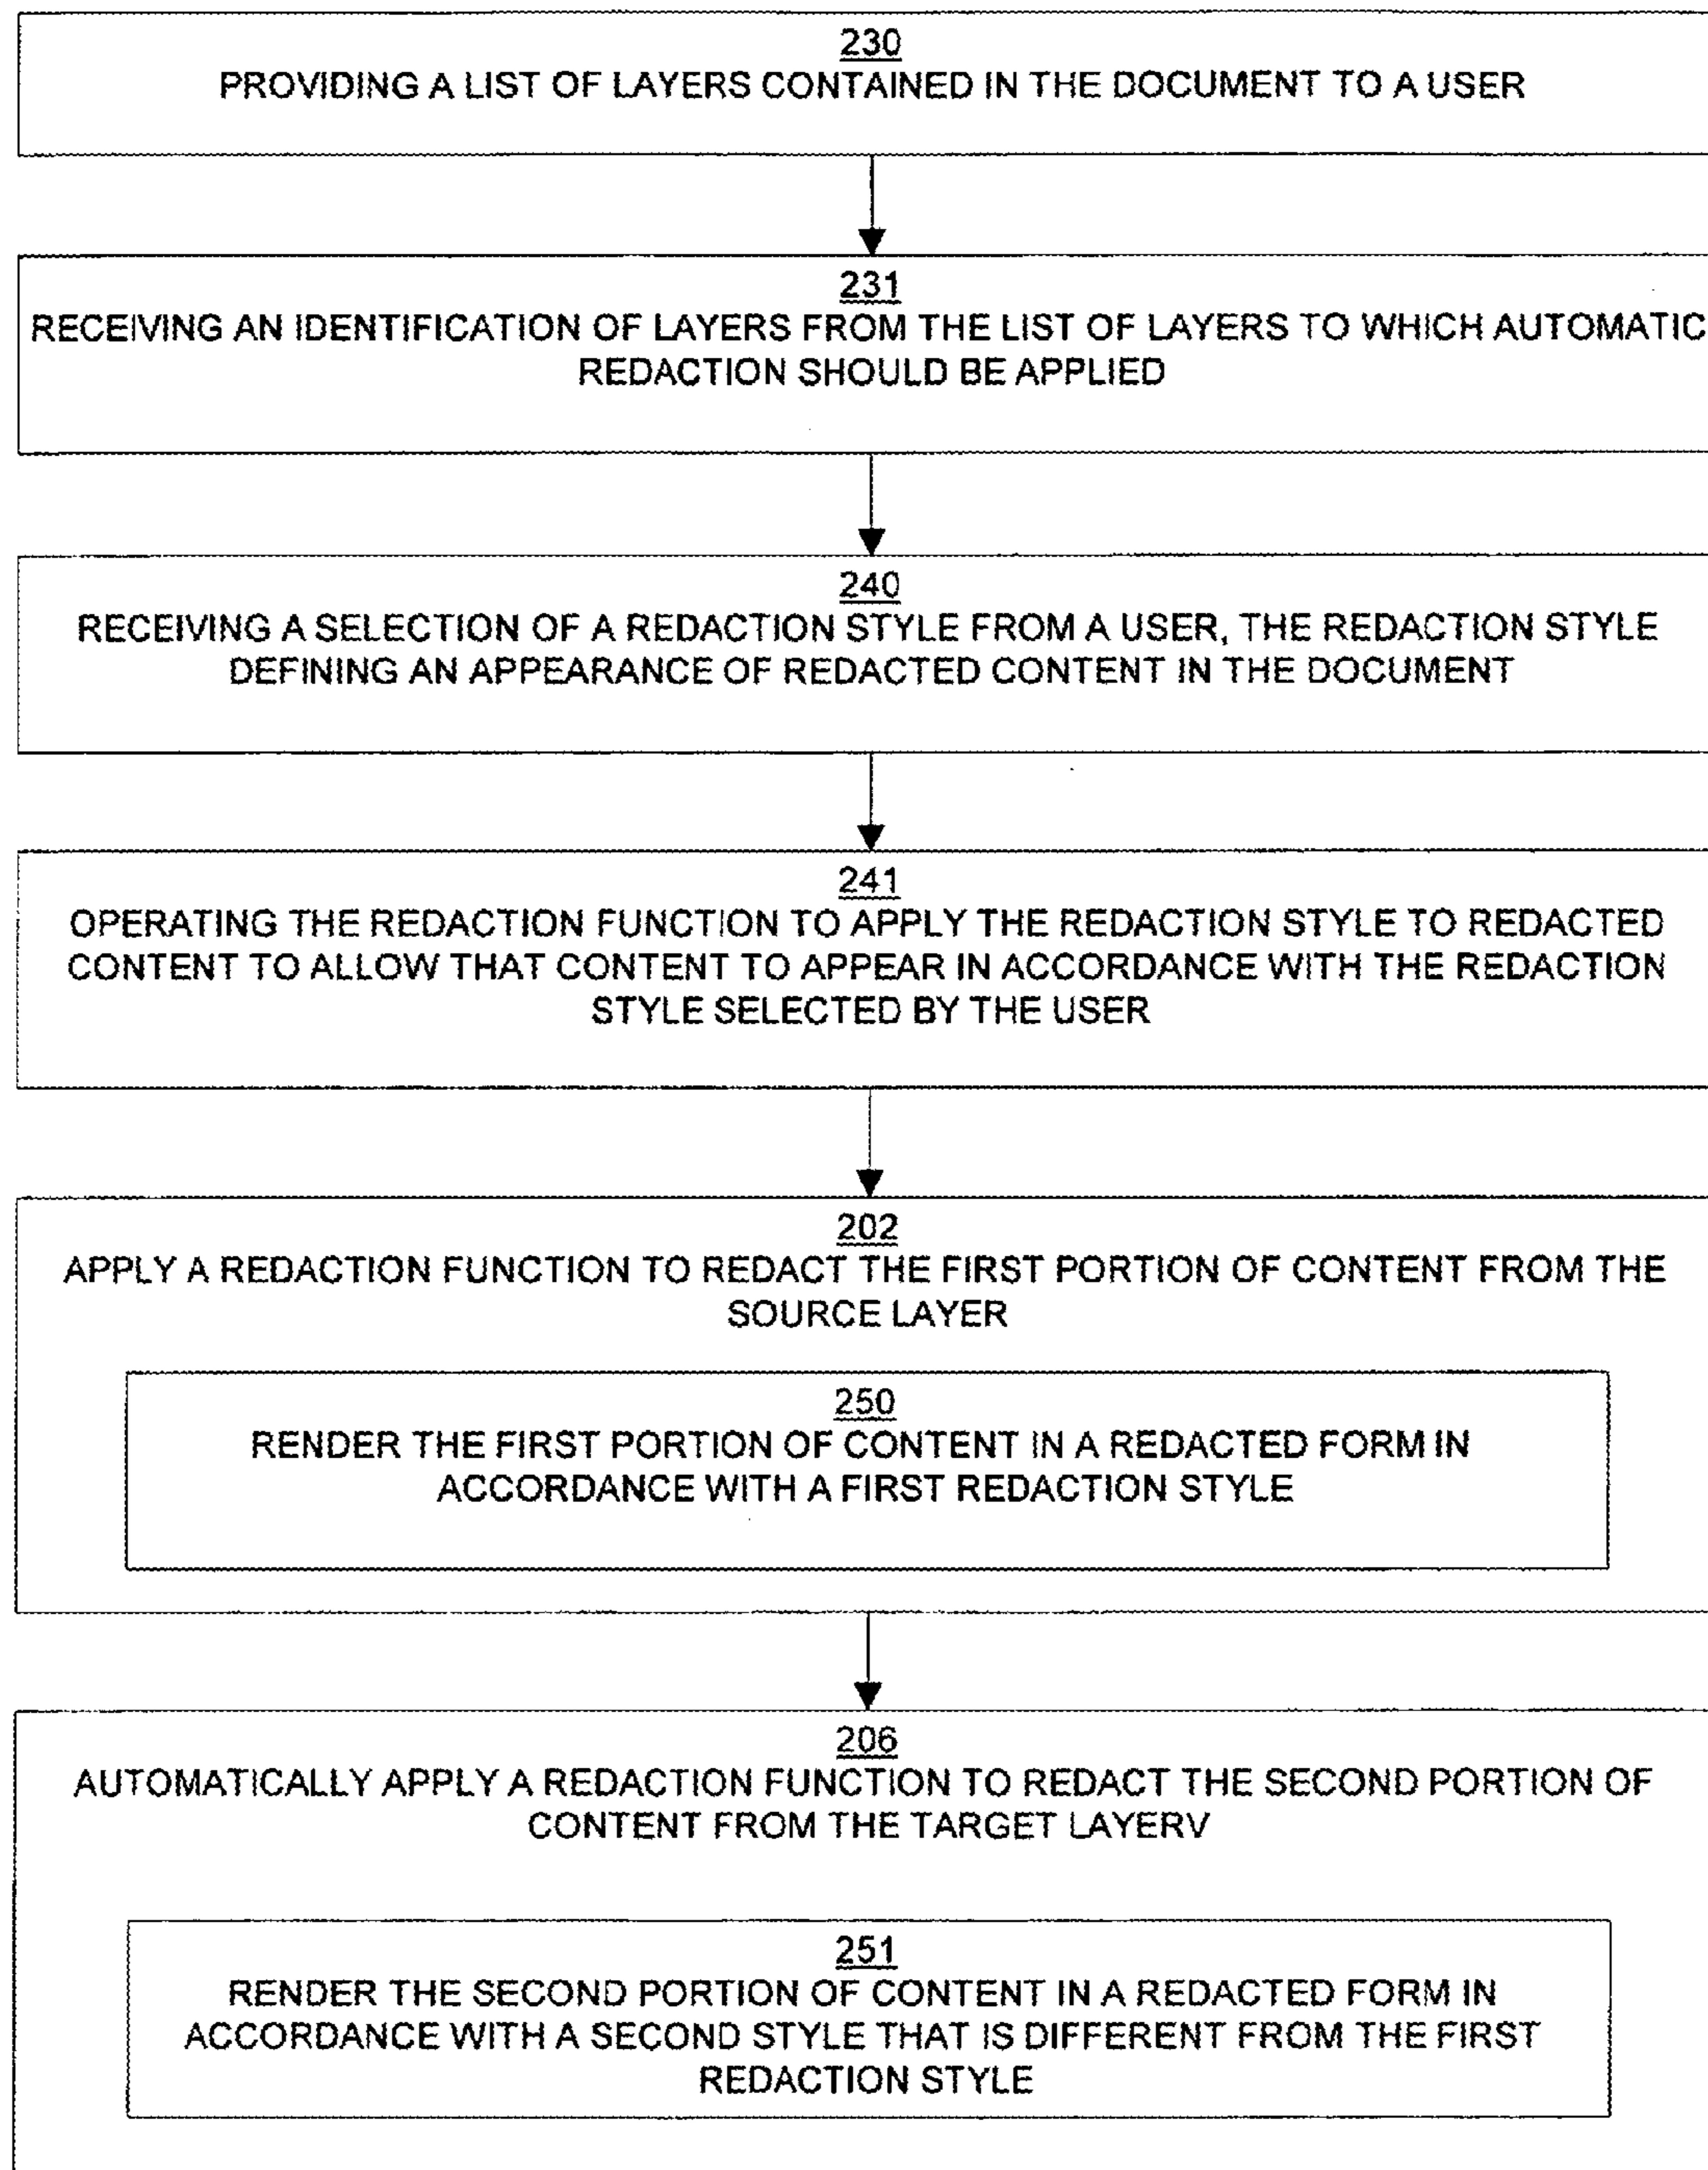 230
PROVIDING A LIST OF LAYERS CONTAINED IN THE DOCUMENT TO A USER
231
RECEIVING AN IDENTIFICATION OF LAYERS FROM THE LIST OF LAYERS TO WHICH AUTOMATIC
REDACTION SHOULD BE APPLIED
240
RECEIVING A SELECTION OF A REDACTION STYLE FROM A USER, THE REDACTION STYLE
DEFINING AN APPEARANCE OF REDACTED CONTENT IN THE DOCUMENT
241
OPERATING THE REDACTION FUNCTION TO APPLY THE REDACTION STYLE TO REDACTED
CONTENT TO ALLOW THAT CONTENT TO APPEAR IN ACCORDANCE WITH THE REDACTION
STYLE SELECTED BY THE USER
202
APPLY A REDACTION FUNCTION TO REDACT THE FIRST PORTION OF CONTENT FROM THE
SOURCE LAYER
250
RENDER THE FIRST PORTION OF CONTENT IN A REDACTED FORM IN
ACCORDANCE WITH A FIRST REDACTION STYLE
206
AUTOMATICALLY APPLY A REDACTION FUNCTION TO REDACT THE SECOND PORTION OF
CONTENT FROM THE TARGET LAYERV
251
RENDER THE SECOND PORTION OF CONTENT IN A REDACTED FORM IN
ACCORDANCE WITH A SECOND STYLE THAT IS DIFFERENT FROM THE FIRST
REDACTION STYLE